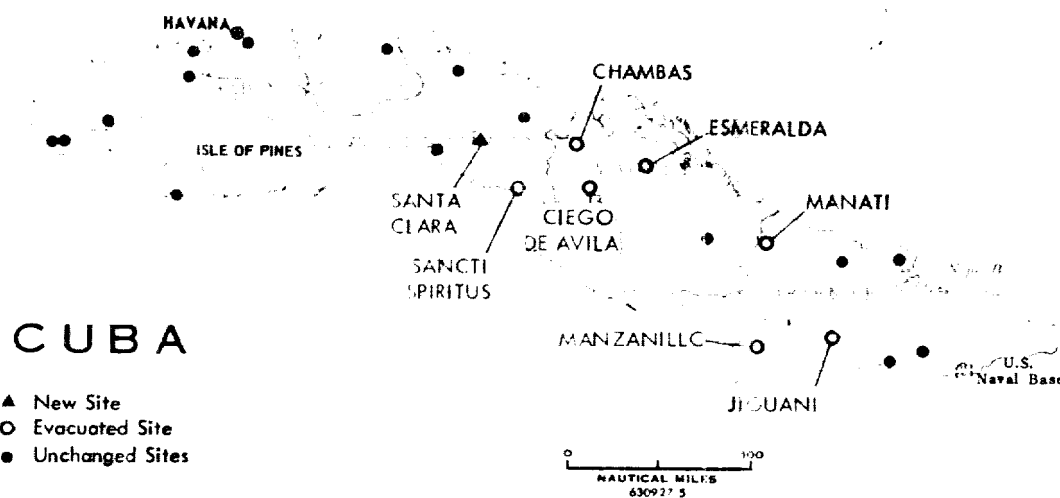 HAVANA
CHAMBAS
ESMERALDA
ISLE OF PINES
SANTA
CLARA
CIEGO
DE AVILA
MANATI
SANCTI
SPIRITUS
CUBA
MANZANILLO
U.S.
Naval Base
JIGUANI
▲ New Site
○ Evacuated Site
● Unchanged Sites
0 100
NAUTICAL MILES
630927 5